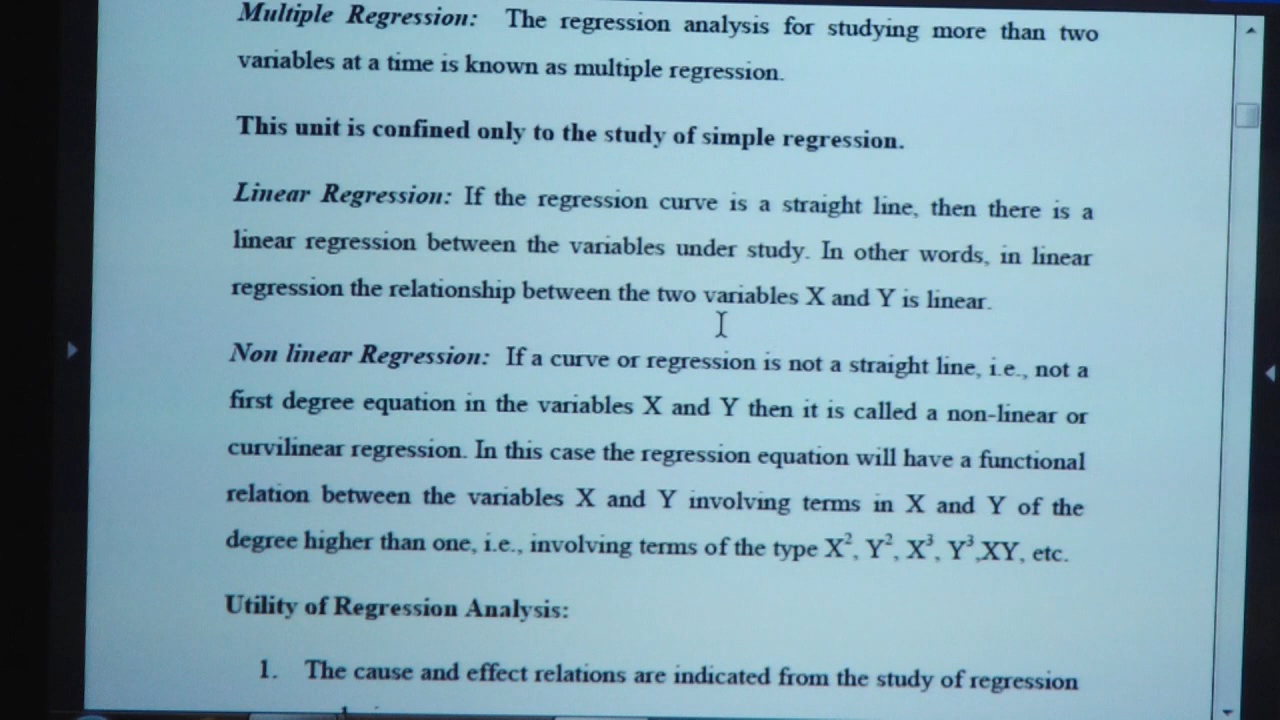 Multiple Regression: The regression analysis for studying more than two
variables at a time is known as multiple regression.
This unit is confined only to the study of simple regression.
Linear Regression: If the regression curve is a straight line, then there is a
linear regression between the variables under study. In other words, in linear
regression the relationship between the two variables X and Y is linear.
Non linear Regression: If a curve or regression is not a straight line, i.e., not a
first degree equation in the variables X and Y then it is called a non-linear or
curvilinear regression. In this case the regression equation will have a functional
relation between the variables X and Y involving terms in X and Y of the
degree higher than one, i.e., involving terms of the type X², Y², X³, Y³,XY, etc.
Utility of Regression Analysis:
1. The cause and effect relations are indicated from the study of regression